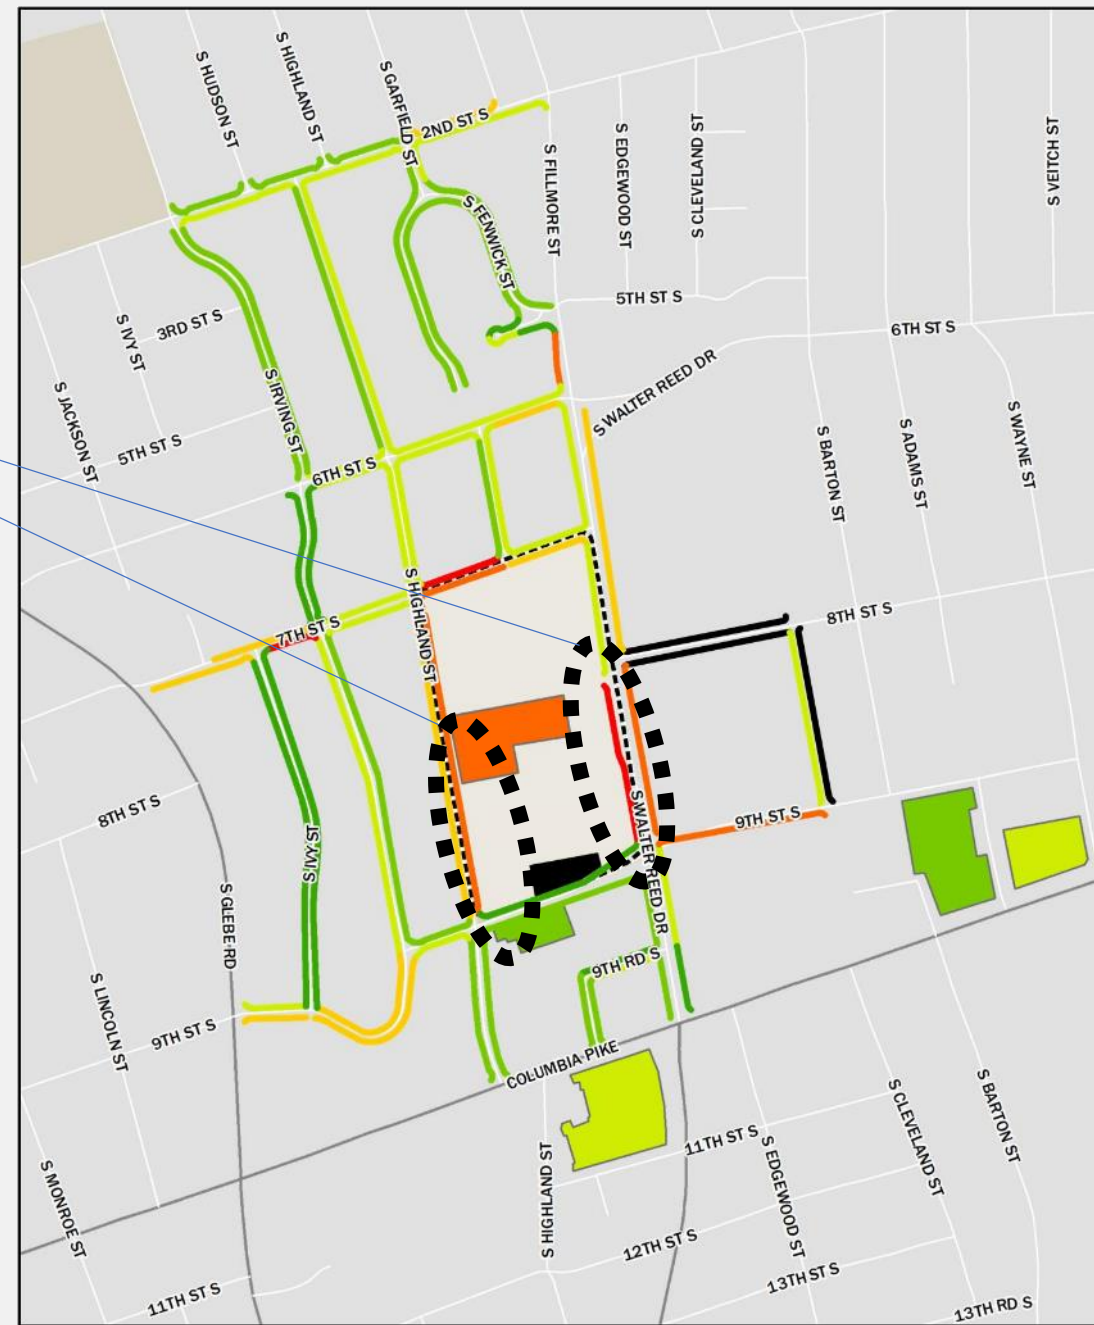 S HUDSON ST
S HIGHLAND ST
S GARFIELD ST
2ND ST S
S FILLMORE ST
S EDGEWOOD ST
S CLEVELAND ST
S VEITCH ST
S FENWICK ST
5TH ST S
6TH ST S
3RD ST S
S IVY ST
S IRVING ST
S JACKSON ST
5TH ST S
6TH ST S
S WALTER REED DR
S BARTON ST
S ADAMS ST
S WAYNE ST
S HIGHLAND ST
7TH ST S
8TH ST S
8TH ST S
S IVY ST
S GLEBE RD
S WALTER REED DR
9TH ST S
9TH RD S
S LINCOLN ST
9TH ST S
COLUMBIA PIKE
S MONROE ST
S HIGHLAND ST
11TH ST S
S EDGEWOOD ST
S CLEVELAND ST
S BARTON ST
12TH ST S
13TH ST S
11TH ST S
13TH RD S